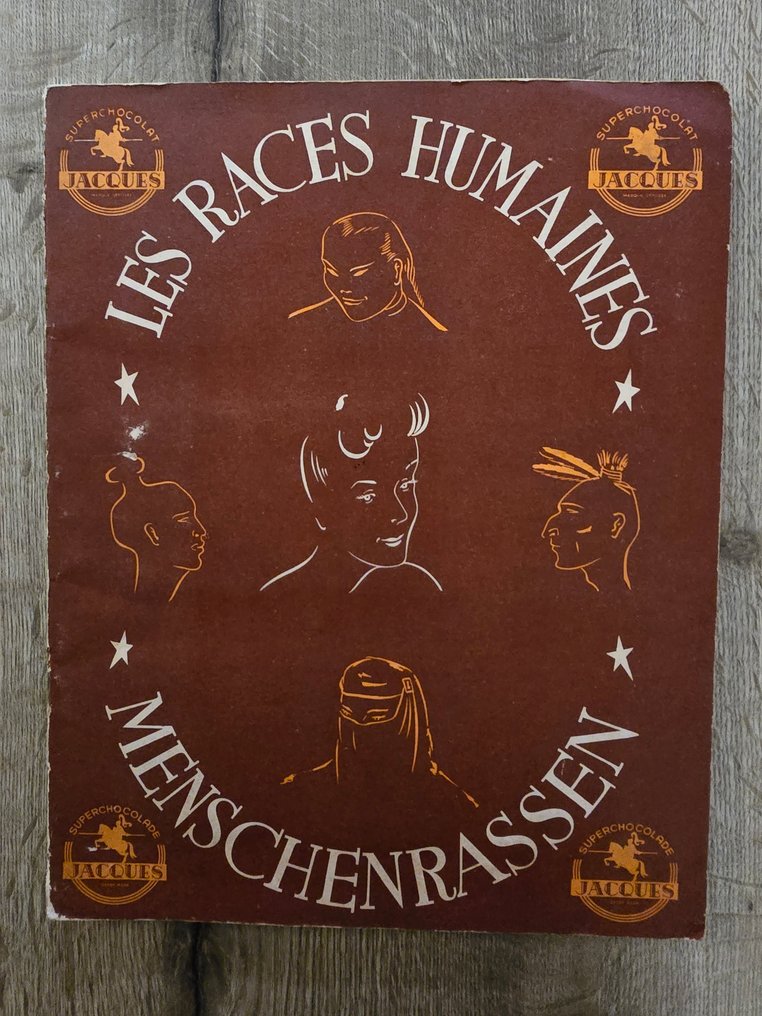 SUPERCHOCOLAT
JACQUES
SUPERCHOCOLAT
JACQUES
LES RACES HUMAINES
MENSCHENRASSEN
SUPERCHOCOLADE
JACQUES
SUPERCHOCOLADE
JACQUES